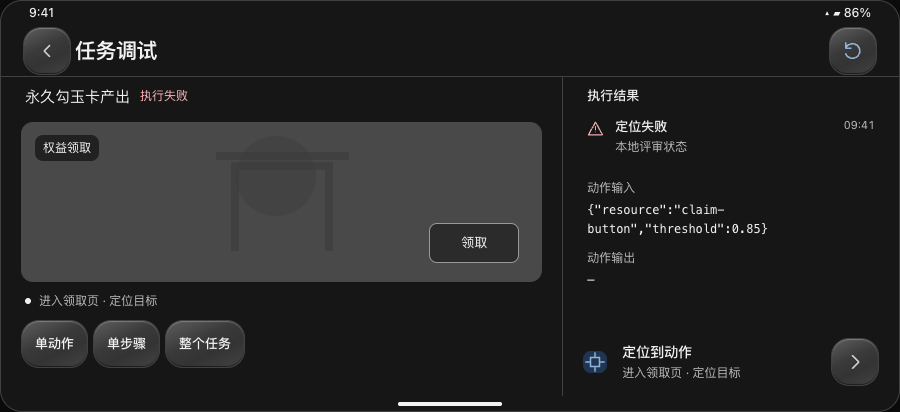 9:41
86%
任务调试
永久勾玉卡产出 执行失败
权益领取
领取
进入领取页 · 定位目标
单动作
单步骤
整个任务
执行结果
定位失败
09:41
本地评审状态
动作输入
{"resource":"claim-
button","threshold":0.85}
动作输出
—
定位到动作
进入领取页 · 定位目标